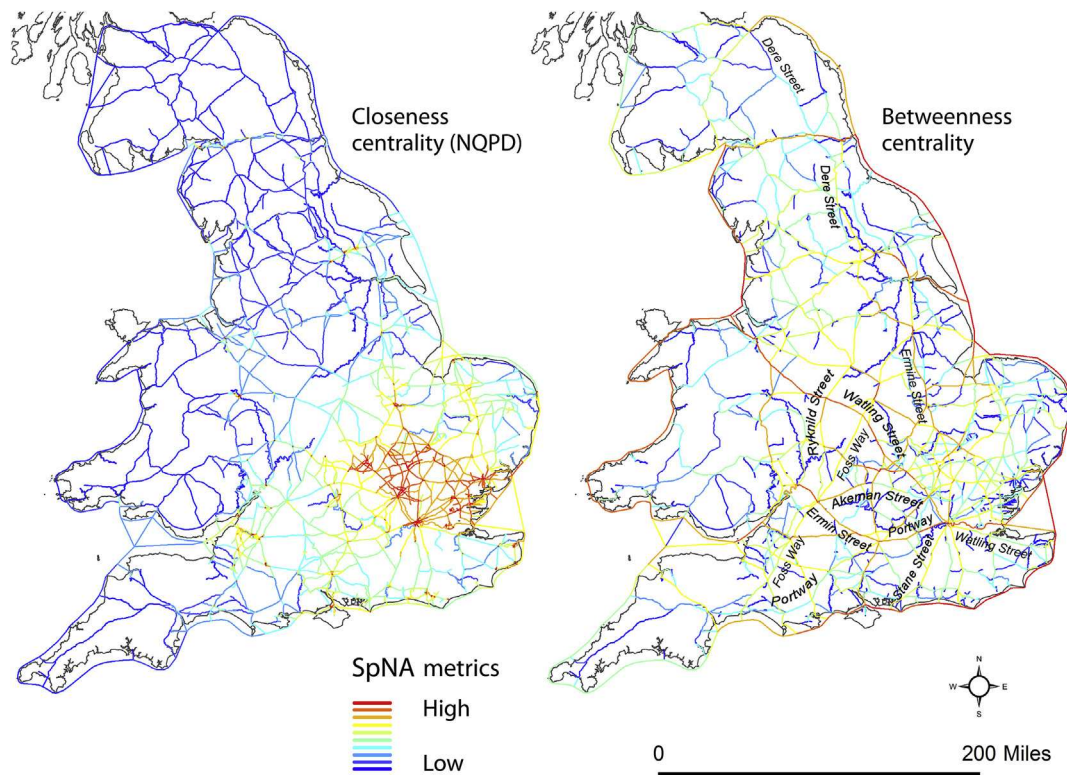 Closeness
centrality (NQPD)
Betweenness
centrality
Dere Street
Dere Street
Ermine Street
Ryknild Street
Watling Street
Foss Way
Akeman Street
Portway
Ermin Street
Watling Street
Foss Way
Stane Street
Portway
SpNA metrics
High
Low
N
W E
S
0 200 Miles